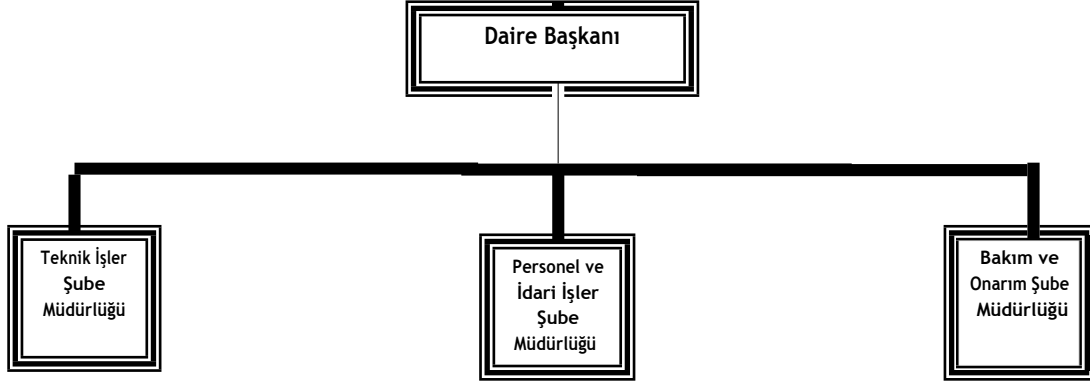 Daire Başkanı
Teknik İşler
Şube
Müdürlüğü
Personel ve
İdari İşler
Şube
Müdürlüğü
Bakım ve
Onarım Şube
Müdürlüğü